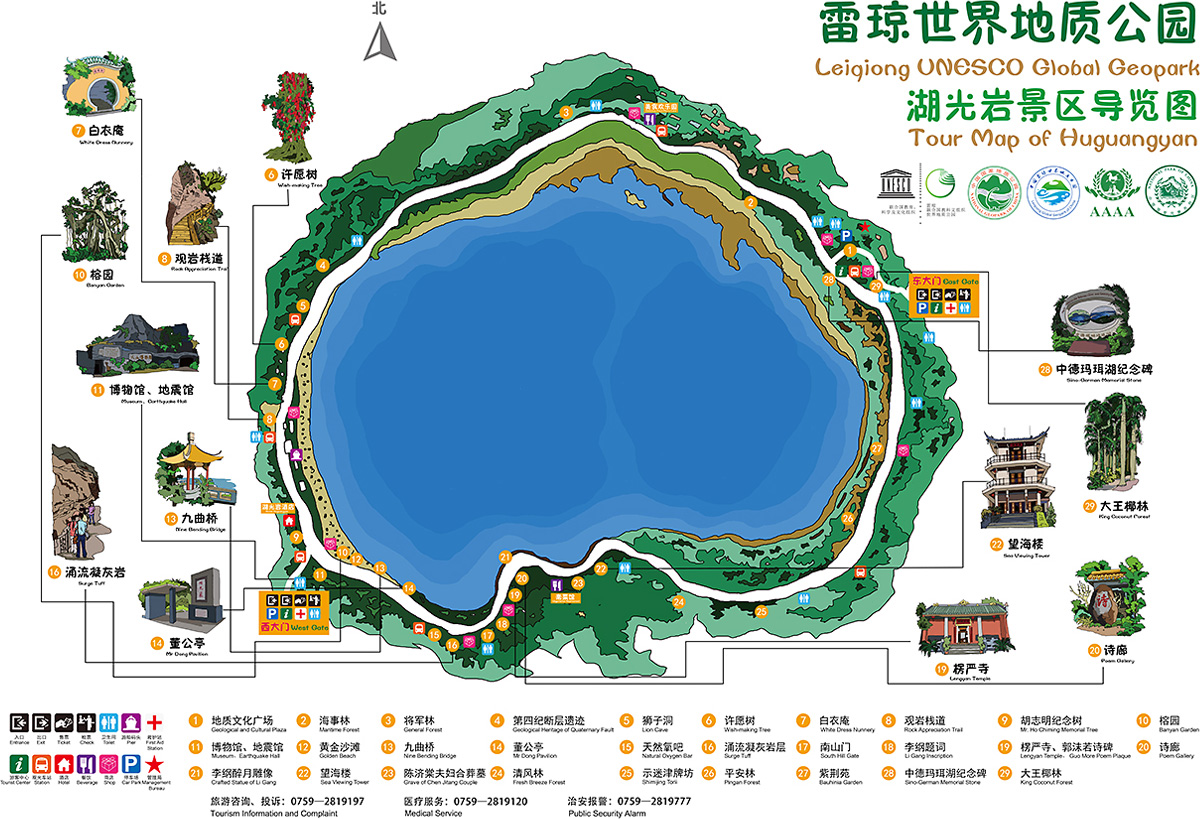 北
雷琼世界地质公园
Leiqiong UNESCO Global Geopark
湖光岩景区导览图
Tour Map of Huguangyan
AAAA
7 白衣庵
White Dress Nunnery
6 许愿树
Wish-making Tree
10 榕园
Banyan Garden
8 观岩栈道
Rock Appreciation Trail
11 博物馆、地震馆
Museum、Earthquake Hall
13 九曲桥
Nine Bending Bridge
16 涌流凝灰岩
Surge Tuff
14 董公亭
Mr Dong Pavilion
东大门 East Gate
西大门 West Gate
28 中德玛珥湖纪念碑
Sino-German Memorial Stone
29 大王椰林
King Coconut Forest
22 望海楼
Sea Viewing Tower
19 楞严寺
Lengyan Temple
20 诗廊
Poem Gallery
入口 Entrance
出口 Exit
售票 Ticket
检票 Check
卫生间 Toilet
游船码头 Pier
救护站 First Aid Station
游客中心 Tourist Center
观光车站 Station
酒店 Hotel
餐饮 Beverage
商店 Shop
停车场 Car Park
管理局 Management Bureau
1 地质文化广场
Geological and Cultural Plaza
2 海事林
Maritime Forest
3 将军林
General Forest
4 第四纪断层遗迹
Geological Heritage of Quaternary Fault
5 狮子洞
Lion Cave
6 许愿树
Wish-making Tree
7 白衣庵
White Dress Nunnery
8 观岩栈道
Rock Appreciation Trail
9 胡志明纪念树
Mr. Ho Chiming Memorial Tree
10 榕园
Banyan Garden
11 博物馆、地震馆
Museum、Earthquake Hall
12 黄金沙滩
Golden Beach
13 九曲桥
Nine Bending Bridge
14 董公亭
Mr Dong Pavilion
15 天然氧吧
Natural Oxygen Bar
16 涌流凝灰岩层
Surge Tuff
17 南山门
South Hill Gate
18 李纲题词
Li Gang Inscription
19 楞严寺、郭沫若诗碑
Lengyan Temple、Guo More Poem Plaque
20 诗廊
Poem Gallery
21 李纲醉月雕像
Crafted Statue of Li Gang
22 望海楼
Sea Viewing Tower
23 陈济棠夫妇合葬墓
Grave of Chen Jitang Couple
24 清风林
Fresh Breeze Forest
25 示迷津牌坊
Shimijing Torii
26 平安林
Pingan Forest
27 紫荆苑
Bauhinia Garden
28 中德玛珥湖纪念碑
Sino-German Memorial Stone
29 大王椰林
King Coconut Forest
旅游咨询、投诉：0759—2819197
Tourism Information and Complaint
医疗服务：0759—2819120
Medical Service
治安报警：0759—2819777
Public Security Alarm